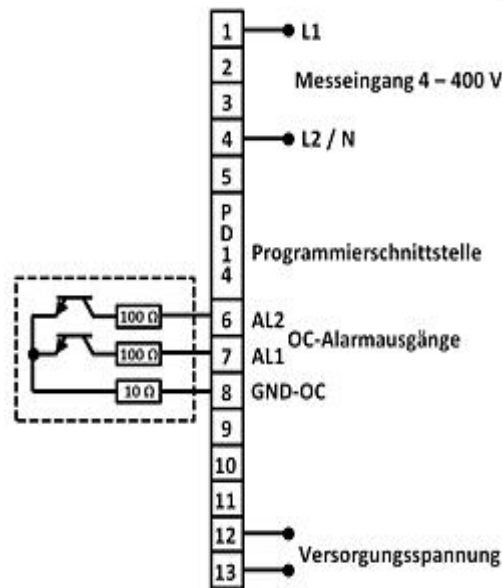 1 L1
2
Messeingang 4 – 400 V
3
4 L2 / N
5
P
D
1 Programmierschnittstelle
4
100 Ω 6 AL2
OC-Alarmausgänge
100 Ω 7 AL1
10 Ω 8 GND-OC
9
10
11
12
Versorgungsspannung
13